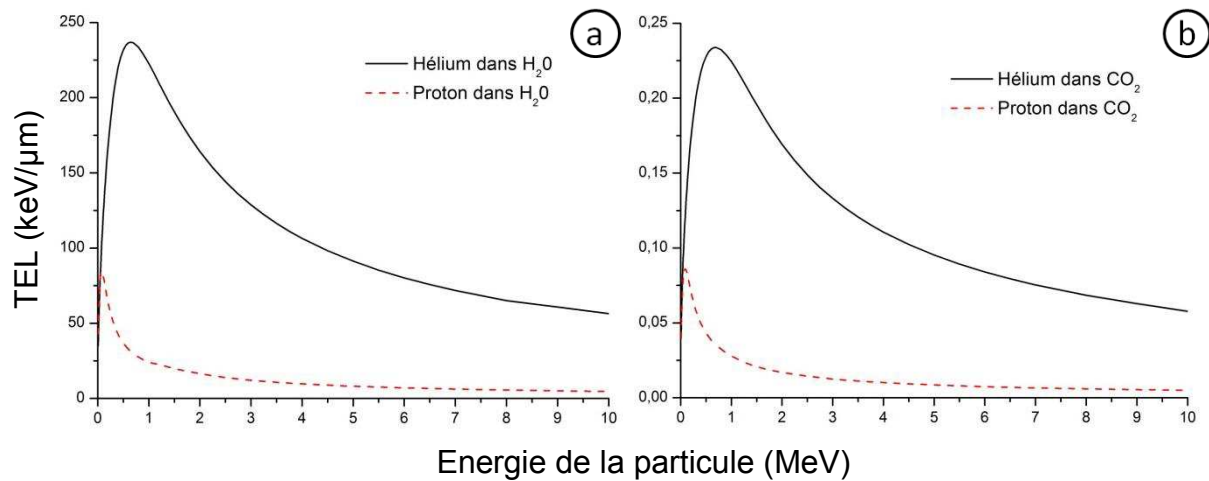 a
250
200
150
100
50
0
Hélium dans H₂0
Proton dans H₂0
0 1 2 3 4 5 6 7 8 9 10
b
0,25
0,20
0,15
0,10
0,05
0,00
Hélium dans CO₂
Proton dans CO₂
0 1 2 3 4 5 6 7 8 9 10
TEL (keV/µm)
Energie de la particule (MeV)